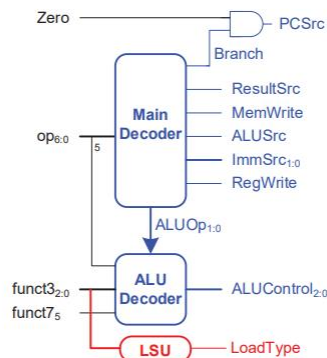 Zero
PCSrc
Branch
ResultSrc
Main
Decoder
MemWrite
op6:0
5
ALUSrc
ImmSrc1:0
RegWrite
ALUOp1:0
funct32:0
ALU
Decoder
ALUControl2:0
funct75
LSU
LoadType